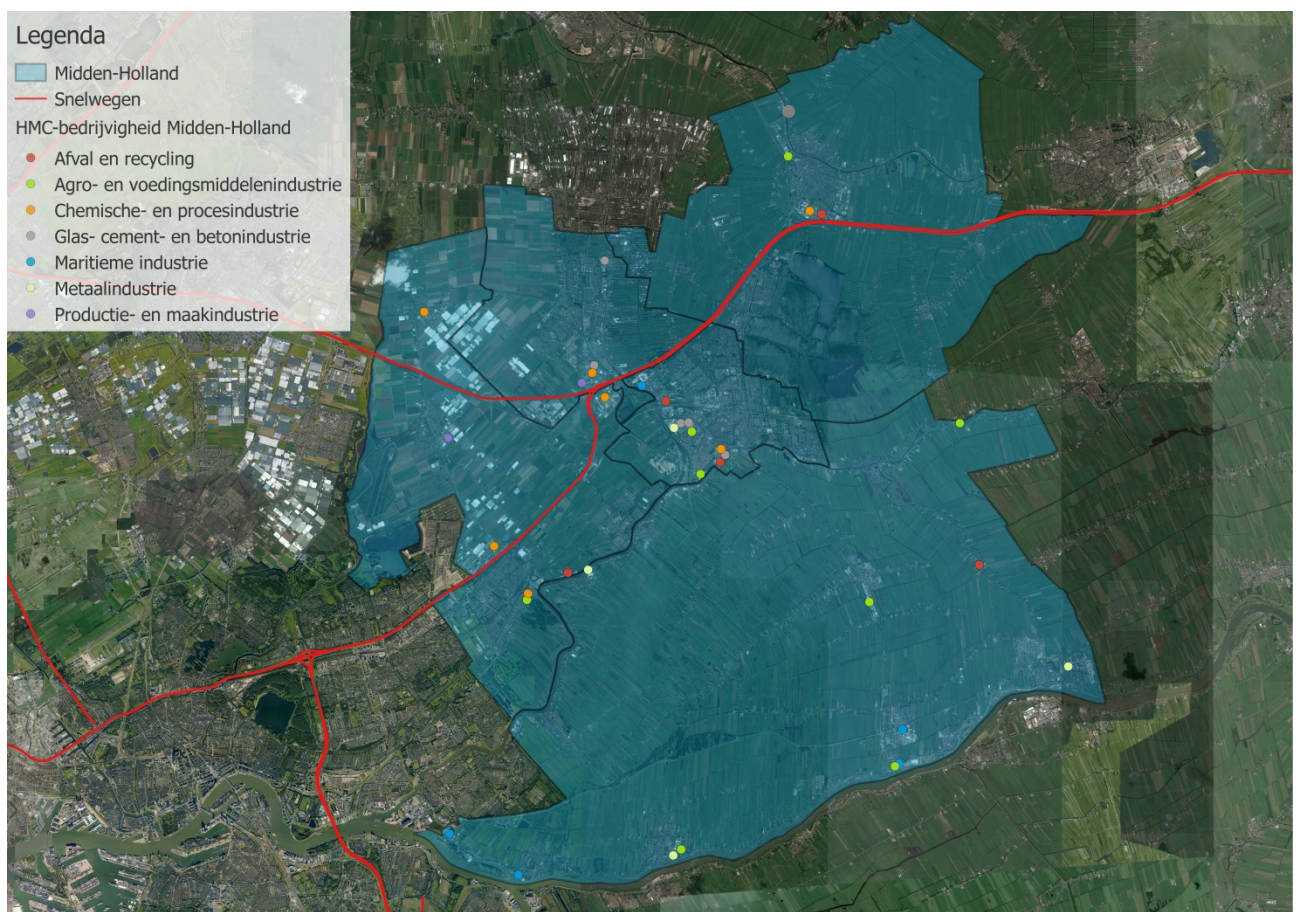 Legenda
Midden-Holland
Snelwegen
HMC-bedrijvigheid Midden-Holland
Afval en recycling
Agro- en voedingsmiddelenindustrie
Chemische- en procesindustrie
Glas- cement- en betonindustrie
Maritieme industrie
Metaalindustrie
Productie- en maakindustrie